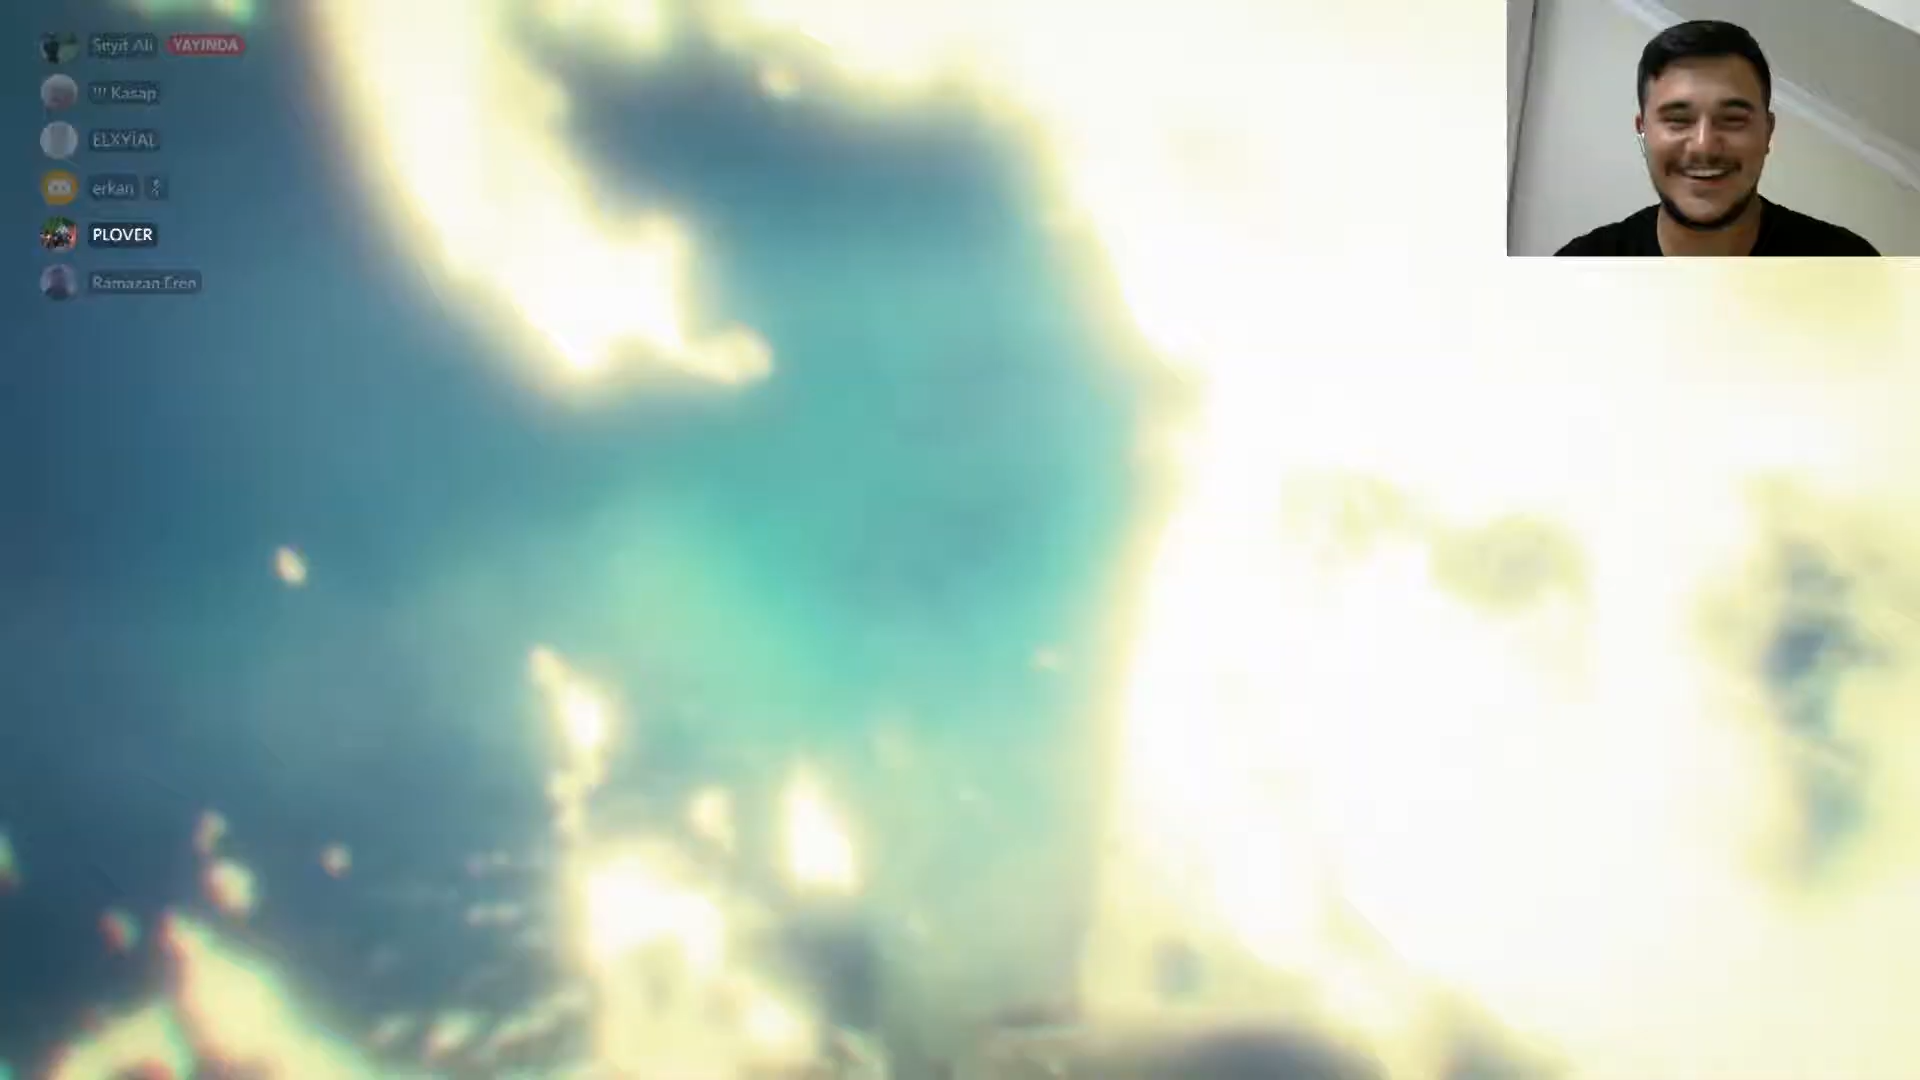 Seyit Ali YAYINDA
!!! Kasap
ELXYİAL
erkan
PLOVER
Ramazan Eren